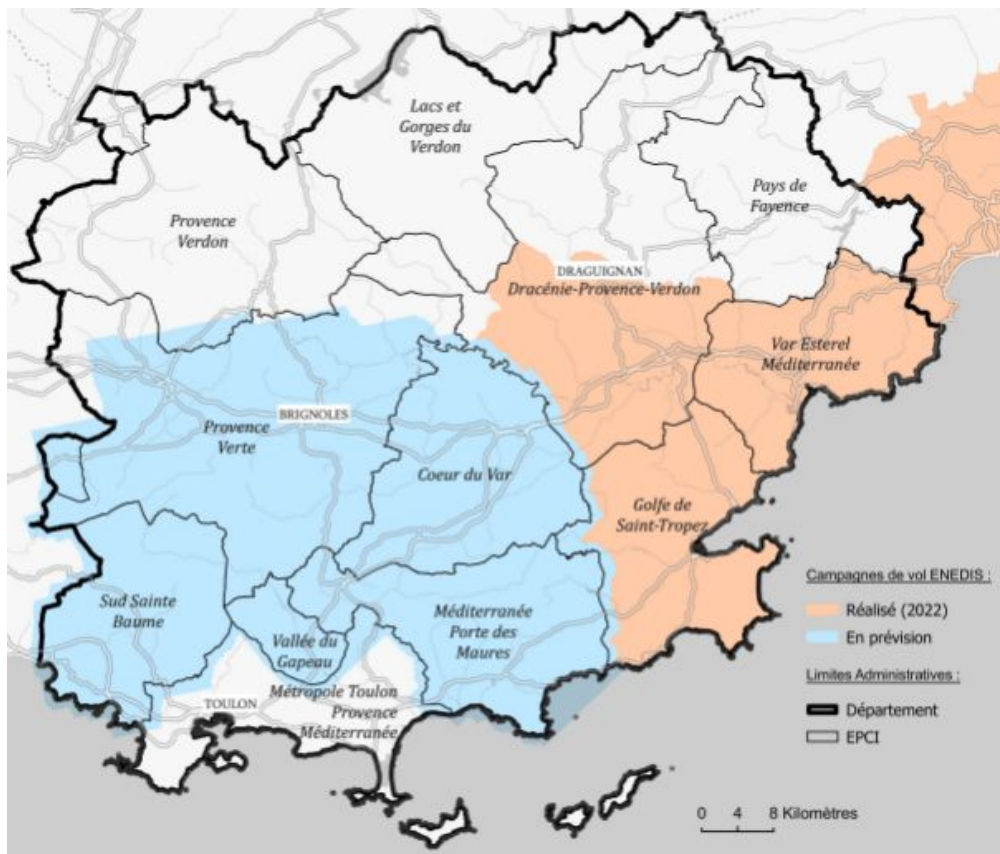 Lacs et
Gorges du
Verdon
Pays de
Fayence
Provence
Verdon
DRAGUIGNAN
Dracénie-Provence-Verdon
Var Esterel
Méditerranée
BRIGNOLES
Provence
Verte
Coeur du Var
Golfe de
Saint-Tropez
Sud Sainte
Baume
Vallée du
Gapeau
Méditerranée
Porte des
Maures
TOULON
Métropole Toulon
Provence
Méditerranée
Campagnes de vol ENEDIS :
Réalisé (2022)
En prévision
Limites Administratives :
Département
EPCI
0 4 8 Kilomètres